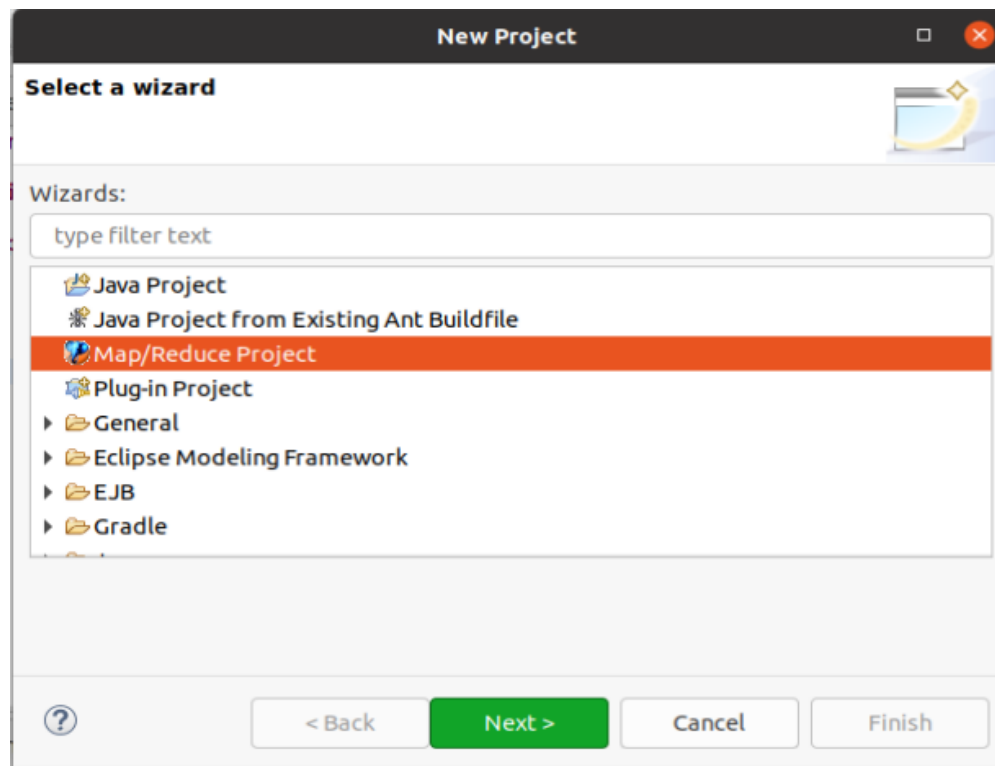 New Project
Select a wizard
Wizards:
type filter text
Java Project
Java Project from Existing Ant Buildfile
Map/Reduce Project
Plug-in Project
General
Eclipse Modeling Framework
EJB
Gradle
?
< Back
Next >
Cancel
Finish